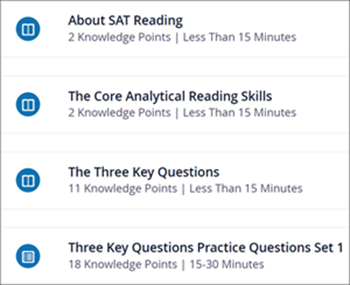 About SAT Reading
2 Knowledge Points | Less Than 15 Minutes
The Core Analytical Reading Skills
2 Knowledge Points | Less Than 15 Minutes
The Three Key Questions
11 Knowledge Points | Less Than 15 Minutes
Three Key Questions Practice Questions Set 1
18 Knowledge Points | 15-30 Minutes